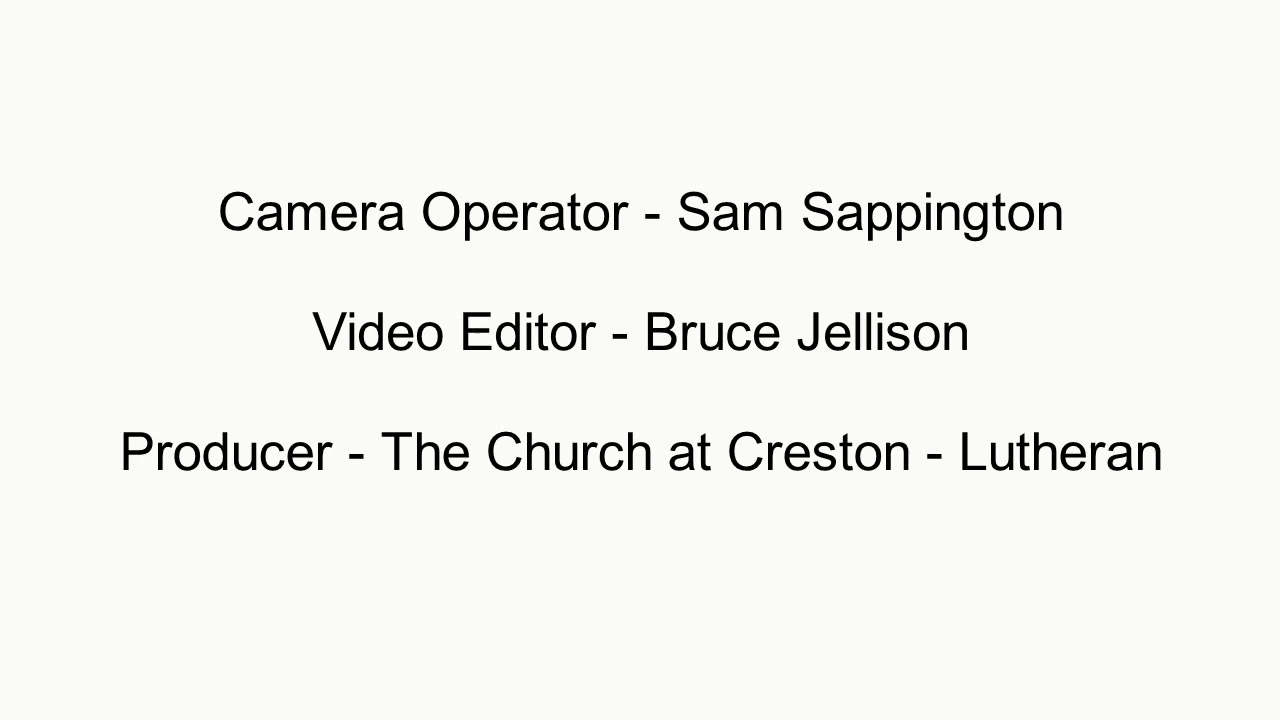 Camera Operator - Sam Sappington
Video Editor - Bruce Jellison
Producer - The Church at Creston - Lutheran